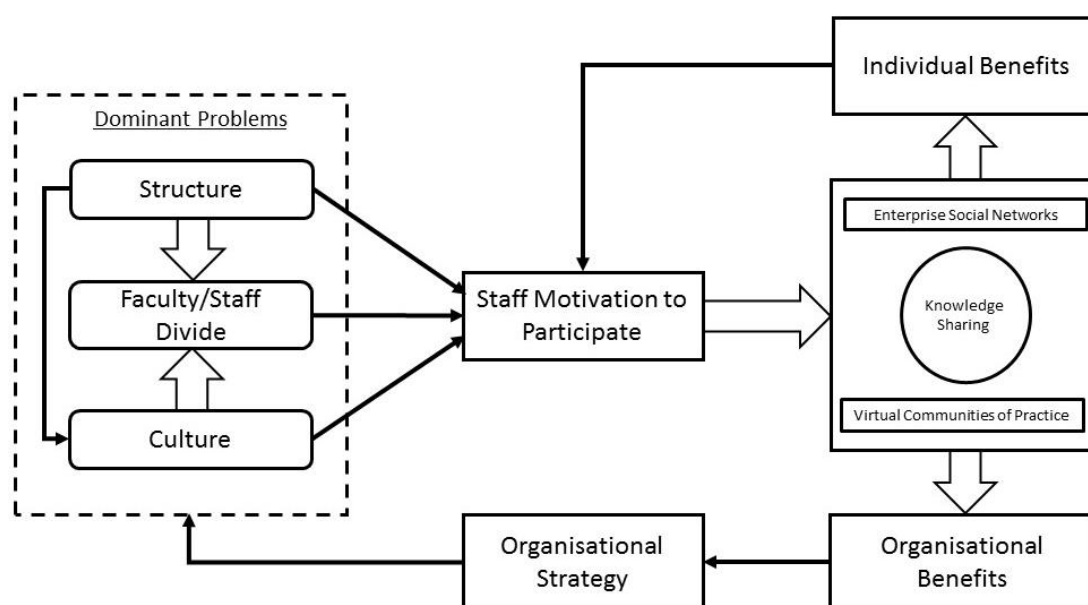 Dominant Problems
Structure
Faculty/Staff
Divide
Culture
Staff Motivation to
Participate
Individual Benefits
Enterprise Social Networks
Knowledge
Sharing
Virtual Communities of Practice
Organisational
Strategy
Organisational
Benefits